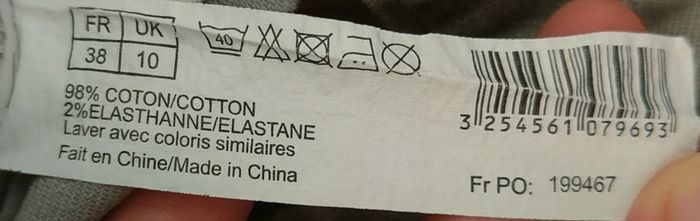 FR UK
38 10
40
98% COTON/COTTON
2%ELASTHANNE/ELASTANE
Laver avec coloris similaires
Fait en Chine/Made in China
3 254561 079693
Fr PO: 199467